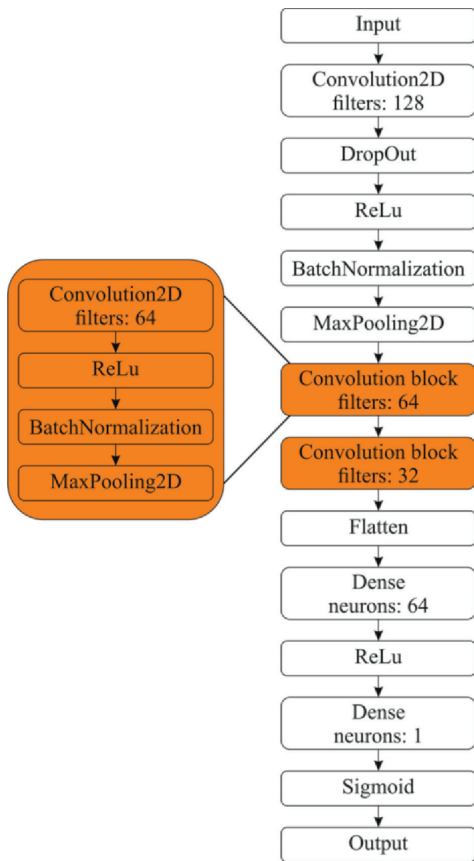 Input
Convolution2D
filters: 128
DropOut
ReLu
BatchNormalization
MaxPooling2D
Convolution block
filters: 64
Convolution block
filters: 32
Flatten
Dense
neurons: 64
ReLu
Dense
neurons: 1
Sigmoid
Output
Convolution2D
filters: 64
ReLu
BatchNormalization
MaxPooling2D